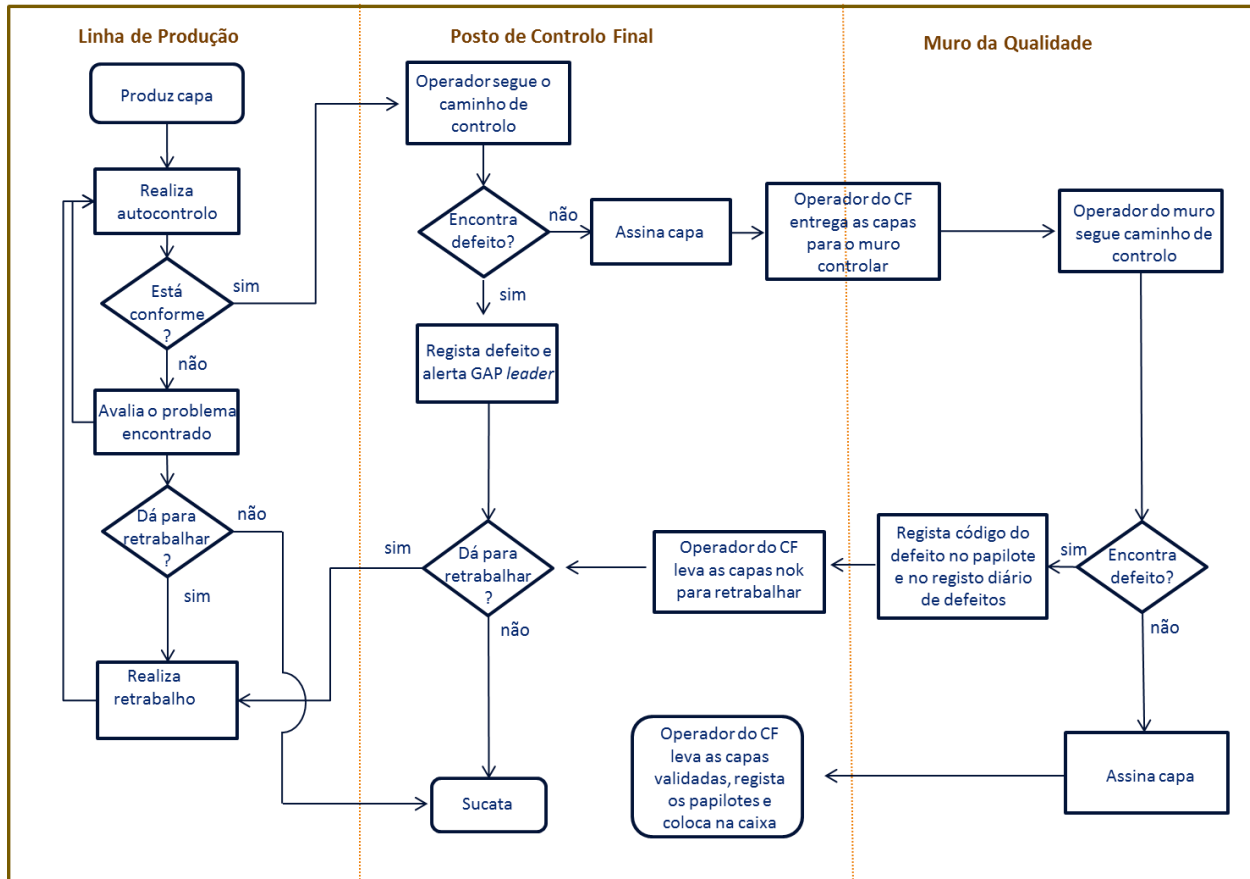 Linha de Produção
Posto de Controlo Final
Muro da Qualidade
Produz capa
Realiza
autocontrolo
Está
conforme
?
sim
não
Avalia o problema
encontrado
Dá para
retrabalhar
?
não
sim
Realiza
retrabalho
Operador segue o
caminho de
controlo
Encontra
defeito?
não
sim
Assina capa
Operador do CF
entrega as capas
para o muro
controlar
Regista defeito e
alerta GAP leader
Dá para
retrabalhar
?
sim
não
Sucata
Operador do muro
segue caminho de
controlo
Encontra
defeito?
sim
não
Regista código do
defeito no papilote
e no registo diário
de defeitos
Operador do CF
leva as capas nok
para retrabalhar
Assina capa
Operador do CF
leva as capas
validadas, regista
os papilotes e
coloca na caixa